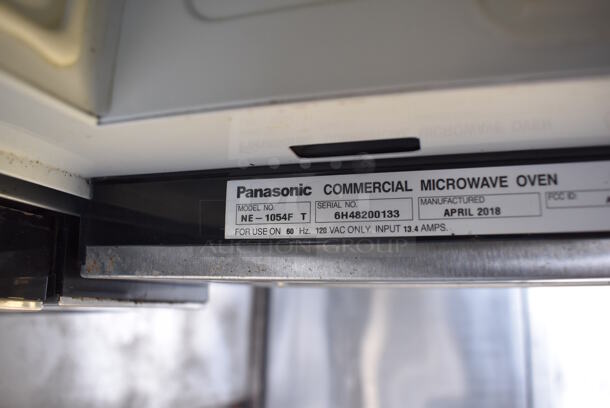 Panasonic COMMERCIAL MICROWAVE OVEN
MODEL NO. SERIAL NO. MANUFACTURED FCC ID:
NE-1054F T 6H48200133 APRIL 2018
FOR USE ON 60 Hz, 120 VAC ONLY. INPUT 13.4 AMPS.
AUCTION GROUP